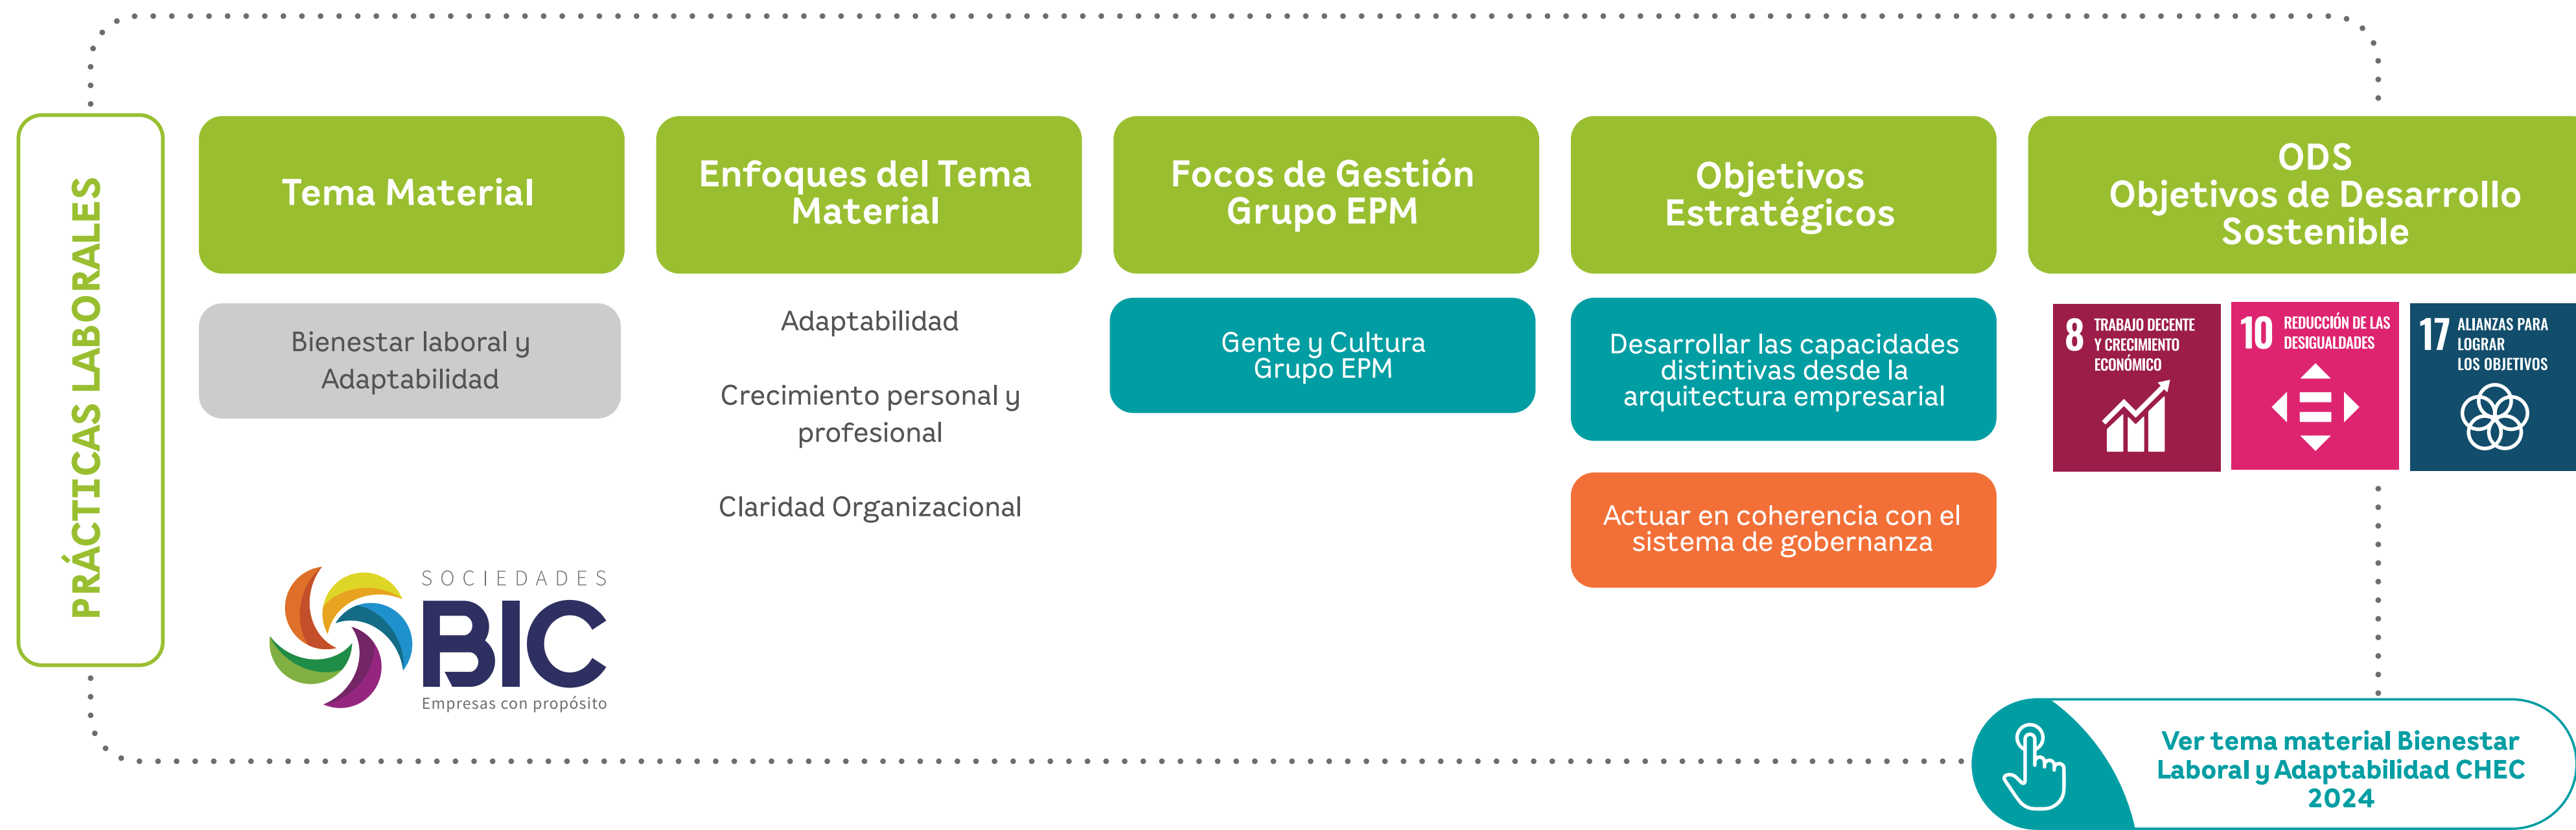 PRÁCTICAS LABORALES
Tema Material
Bienestar laboral y
Adaptabilidad
SOCIEDADES
BIC
Empresas con propósito
Enfoques del Tema
Material
Adaptabilidad
Crecimiento personal y
profesional
Claridad Organizacional
Focos de Gestión
Grupo EPM
Gente y Cultura
Grupo EPM
Objetivos
Estratégicos
Desarrollar las capacidades
distintivas desde la
arquitectura empresarial
Actuar en coherencia con el
sistema de gobernanza
ODS
Objetivos de Desarrollo
Sostenible
8 TRABAJO DECENTE
Y CRECIMIENTO
ECONÓMICO
10 REDUCCIÓN DE LAS
DESIGUALDADES
17 ALIANZAS PARA
LOGRAR
LOS OBJETIVOS
Ver tema material Bienestar
Laboral y Adaptabilidad CHEC
2024